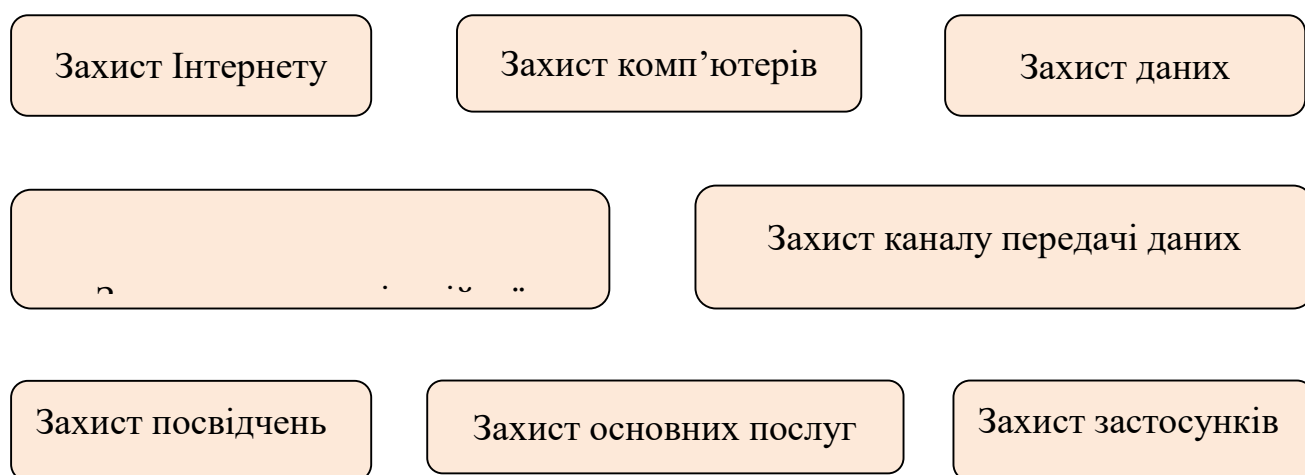 Захист Інтернету
Захист комп’ютерів
Захист даних
Захист каналу передачі даних
Захист посвідчень
Захист основних послуг
Захист застосунків